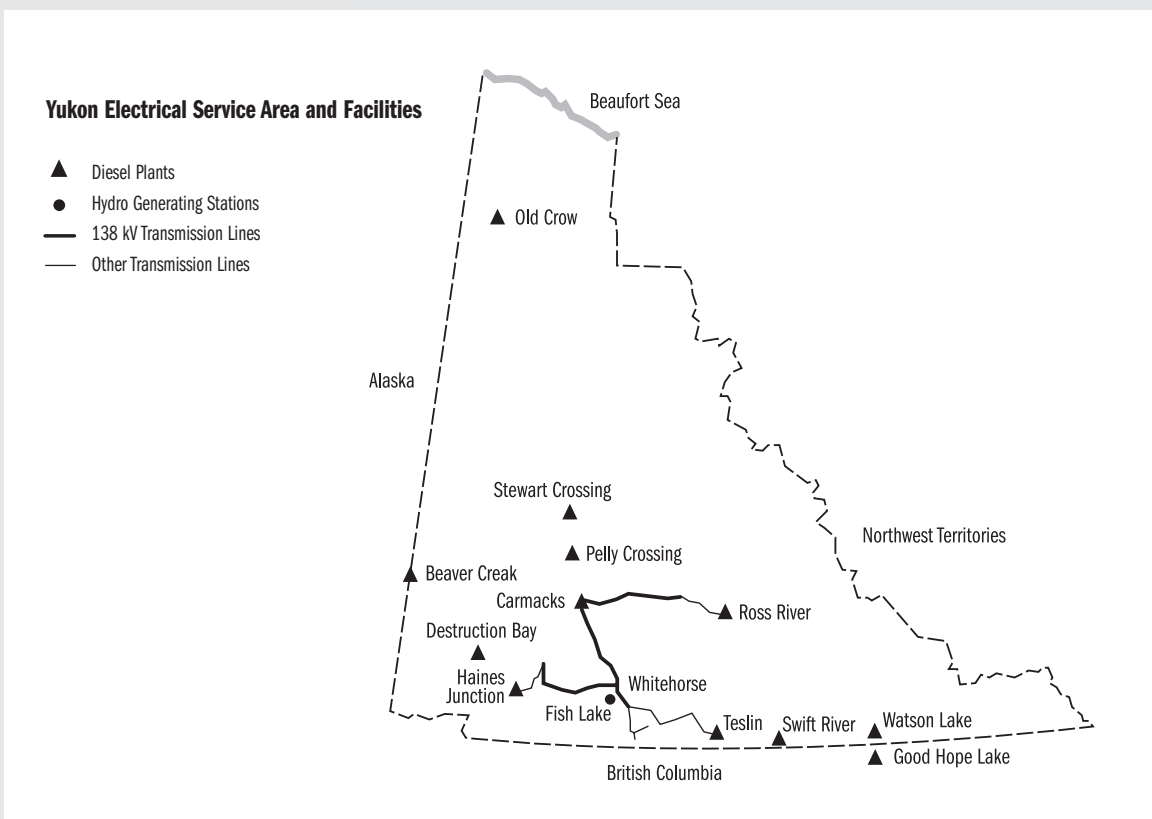 Yukon Electrical Service Area and Facilities
Diesel Plants
Hydro Generating Stations
138 kV Transmission Lines
Other Transmission Lines
Beaufort Sea
Old Crow
Alaska
Stewart Crossing
Northwest Territories
Pelly Crossing
Beaver Creak
Carmacks
Ross River
Destruction Bay
Haines
Junction
Whitehorse
Fish Lake
Teslin
Swift River
Watson Lake
Good Hope Lake
British Columbia